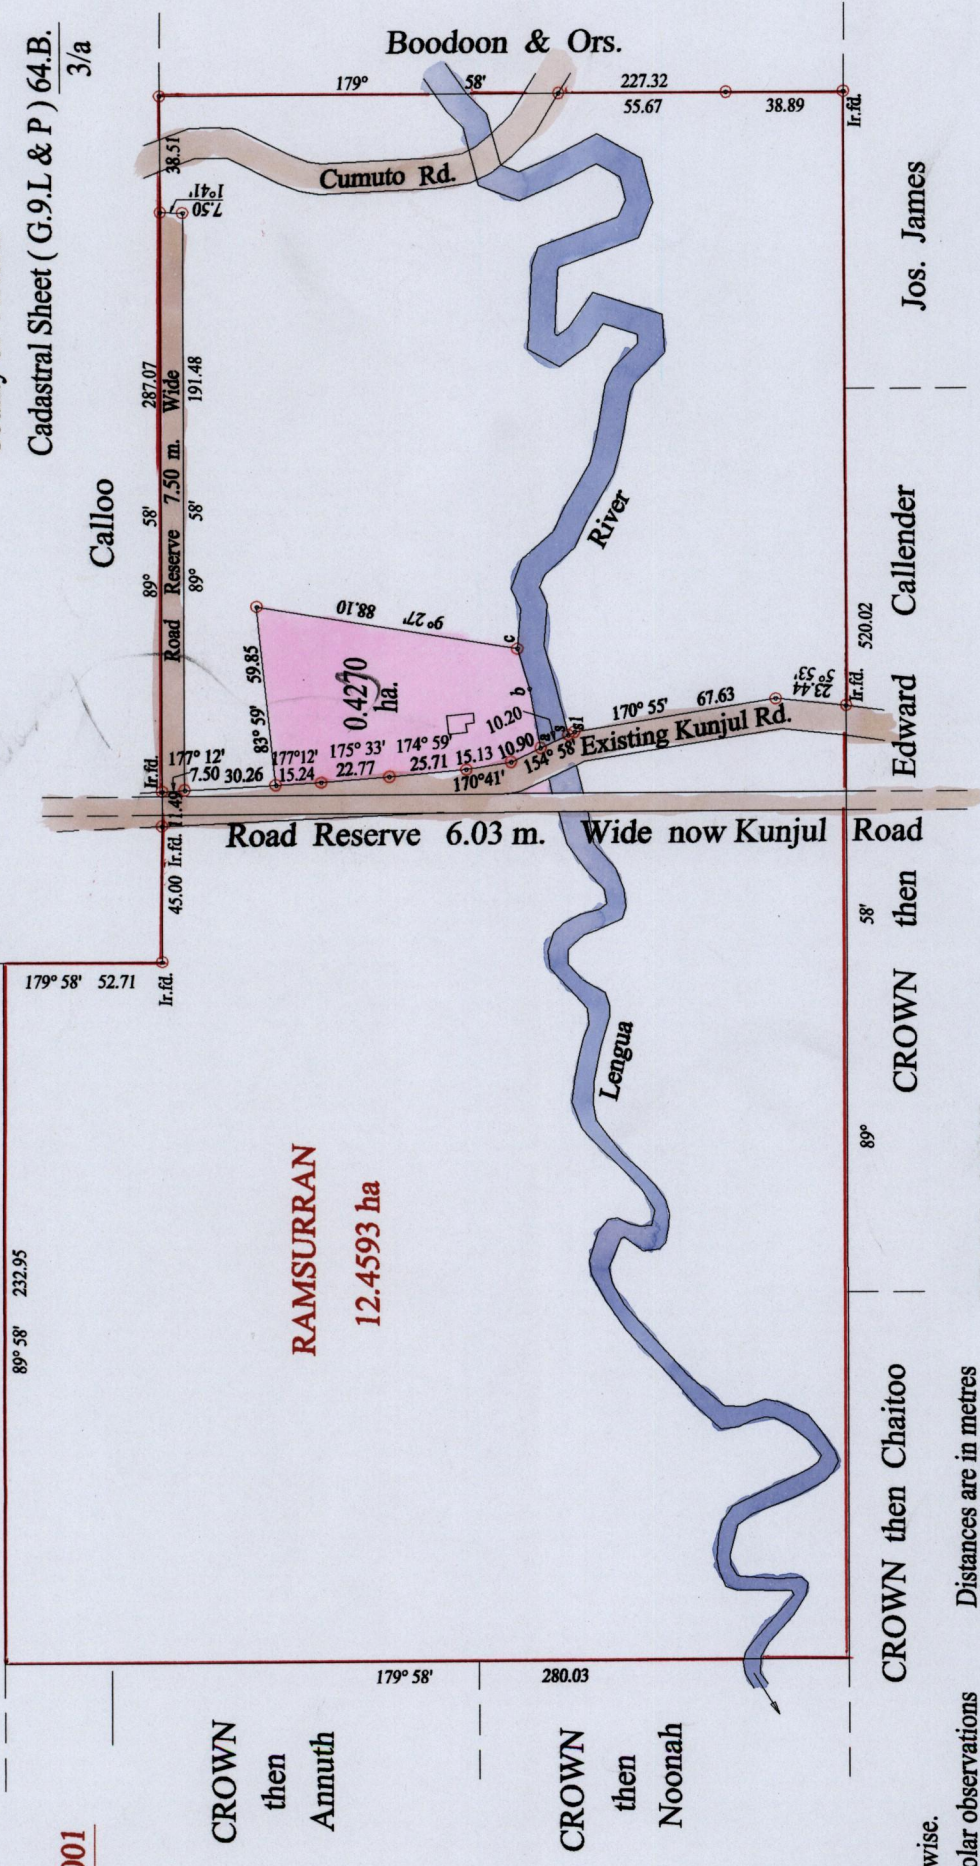 Cadastral Sheet ( G.9.L & P ) 64.B.
3/a
Boodoon & Ors.
179° 58' 227.32
55.67 38.89
Ir.fd.
38.51
1°41'
7.50
Cumuto Rd.
Jos. James
Calloo
89° 58' 287.07
Road Reserve 7.50 m. Wide
89° 58' 191.48
River
Edward Callender
520.02
9° 27' 88.10
83° 59' 59.85
0.4270
ha.
c
b
a
s1
10.20
Ir.fd.
177° 12'
7.50 30.26
177°12'
15.24
175° 33'
22.77
174° 59'
25.71
15.13
170°41'
10.90
154° 58'
170° 55' 67.63
5° 53'
23.44
Ir.fd.
Existing Kunjul Rd.
11.49
Ir.fd.
45.00
Road Reserve 6.03 m. Wide now Kunjul Road
179° 58' 52.71
Ir.fd.
CROWN then
89° 58'
Lengua
RAMSURRAN
12.4593 ha
89° 58' 232.95
CROWN then Chaitoo
179° 58' 280.03
CROWN
then
Annuth
CROWN
then
Noonah
001
wise.
olar observations
Distances are in metres